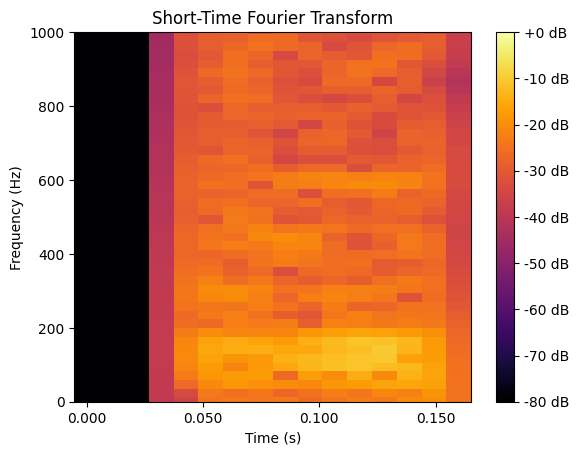 Short-Time Fourier Transform
Frequency (Hz)
1000
800
600
400
200
0
0.000 0.050 0.100 0.150
Time (s)
+0 dB
-10 dB
-20 dB
-30 dB
-40 dB
-50 dB
-60 dB
-70 dB
-80 dB